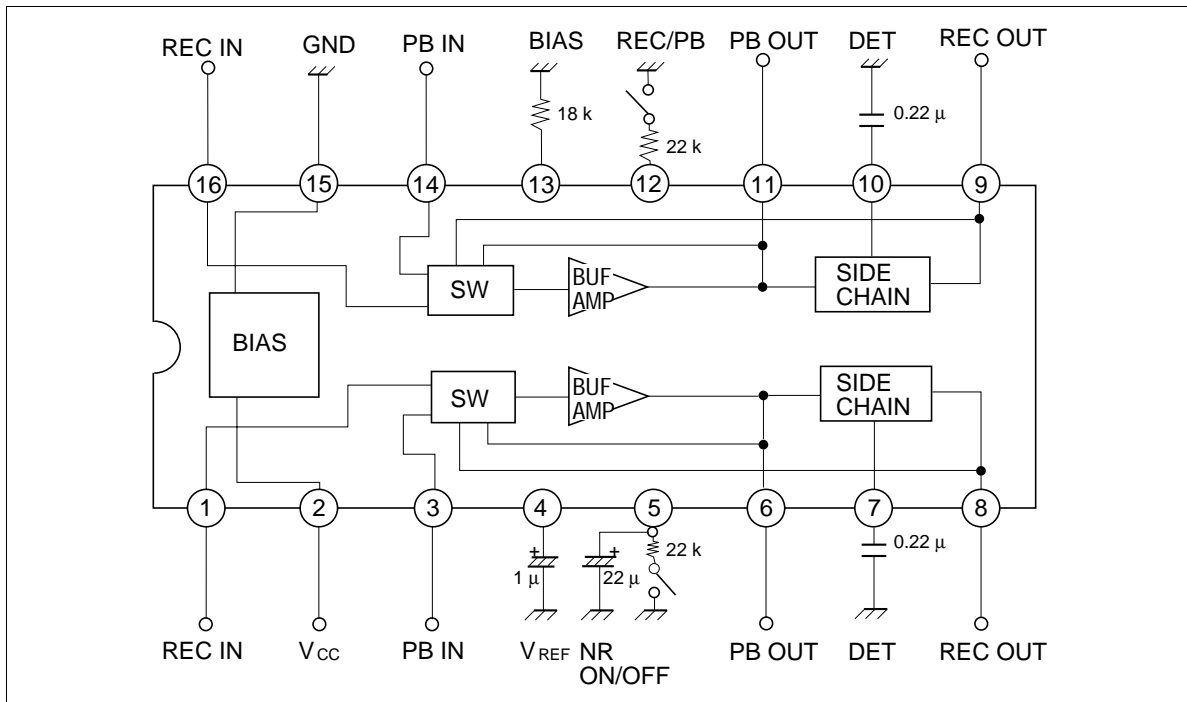 REC IN GND PB IN BIAS REC/PB PB OUT DET REC OUT
18 k 22 k 0.22 µ
16 15 14 13 12 11 10 9
SW BUF AMP SIDE CHAIN
BIAS
SW BUF AMP SIDE CHAIN
1 2 3 4 5 6 7 8
+ 1 µ + 22 µ 22 k 0.22 µ
REC IN VCC PB IN VREF NR ON/OFF PB OUT DET REC OUT